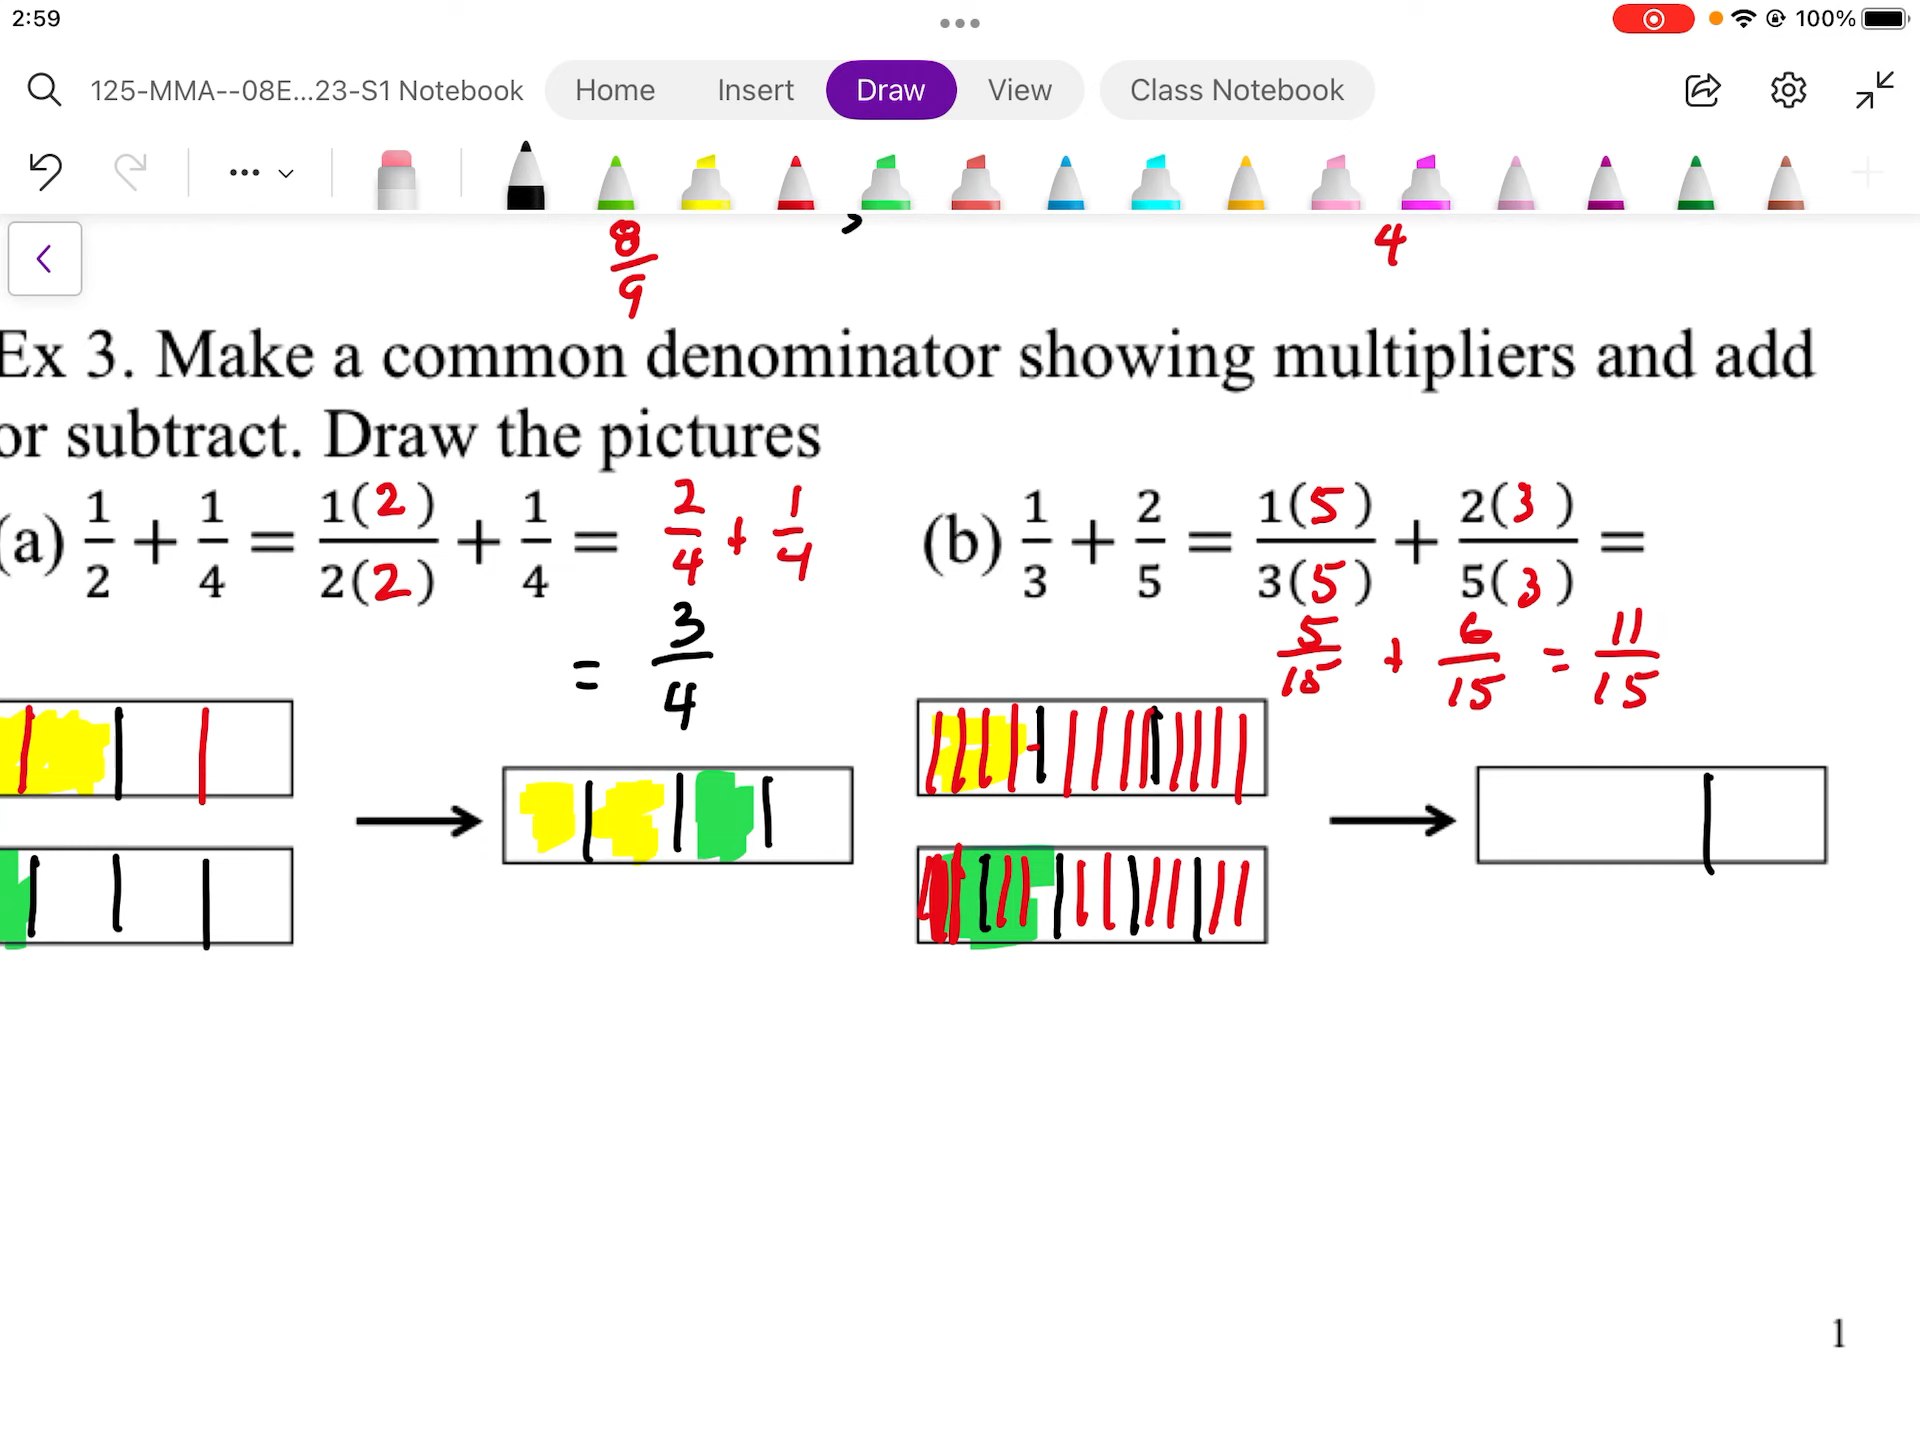 2:59
100%
125-MMA--08E...23-S1 Notebook Home Insert Draw View Class Notebook
8/9 4
Ex 3. Make a common denominator showing multipliers and add
or subtract. Draw the pictures
(a) 1/2 + 1/4 = 1(2)/2(2) + 1/4 = 2/4 + 1/4
= 3/4
(b) 1/3 + 2/5 = 1(5)/3(5) + 2(3)/5(3) =
5/15 + 6/15 = 11/15
1